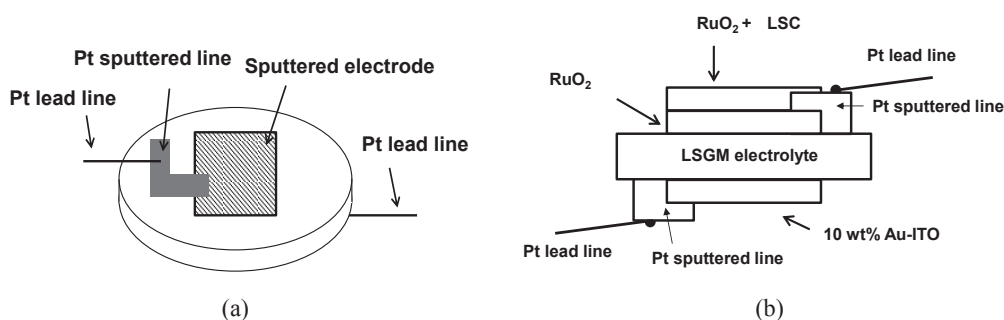 Pt sputtered line
Sputtered electrode
Pt lead line
Pt lead line
(a)
RuO2 + LSC
Pt lead line
RuO2
Pt sputtered line
LSGM electrolyte
Pt lead line
10 wt% Au-ITO
Pt sputtered line
(b)